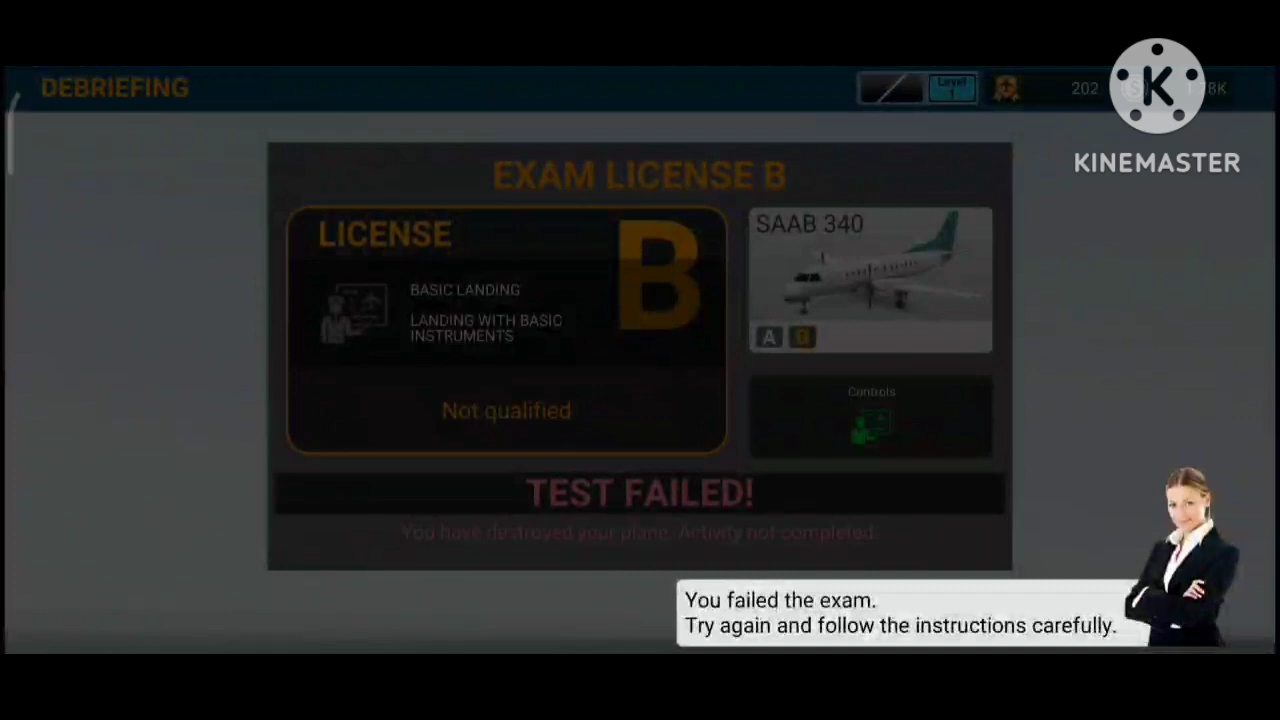 DEBRIEFING
Level
1
202
KINEMASTER
EXAM LICENSE B
LICENSE
B
BASIC LANDING
LANDING WITH BASIC
INSTRUMENTS
Not qualified
SAAB 340
A B
Controls
TEST FAILED!
You have destroyed your plane. Activity not completed.
You failed the exam.
Try again and follow the instructions carefully.